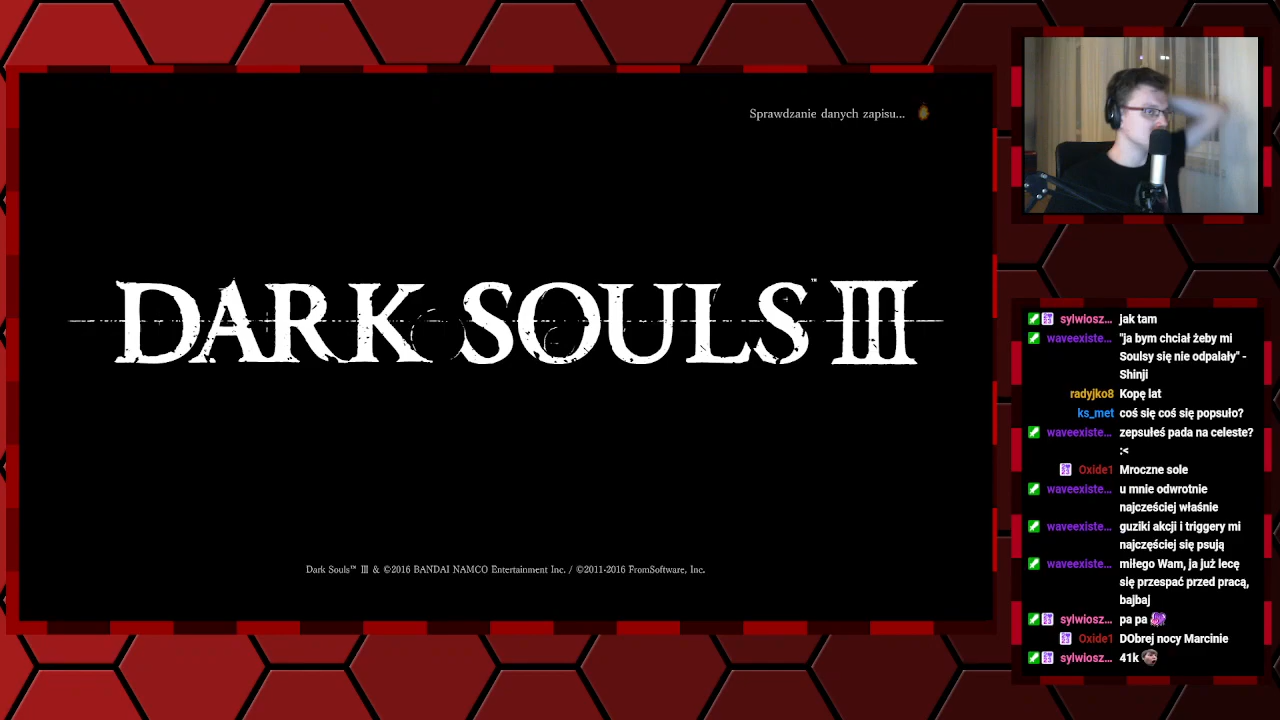 Sprawdzanie danych zapisu...
DARK SOULS™ III
Dark Souls™ III & ©2016 BANDAI NAMCO Entertainment Inc. / ©2011-2016 FromSoftware, Inc.
sylwiosz... jak tam
waveexiste... "ja bym chciał żeby mi
Soulsy się nie odpalały" -
Shinji
radyjko8 Kopę lat
ks_met coś się coś się popsuło?
waveexiste... zepsułeś pada na celeste?
:<
Oxide1 Mroczne sole
waveexiste... u mnie odwrotnie
najcześciej właśnie
waveexiste... guziki akcji i triggery mi
najczęściej się psują
waveexiste... miłego Wam, ja już lecę
się przespać przed pracą,
bajbaj
sylwiosz... pa pa
Oxide1 DObrej nocy Marcinie
sylwiosz... 41k